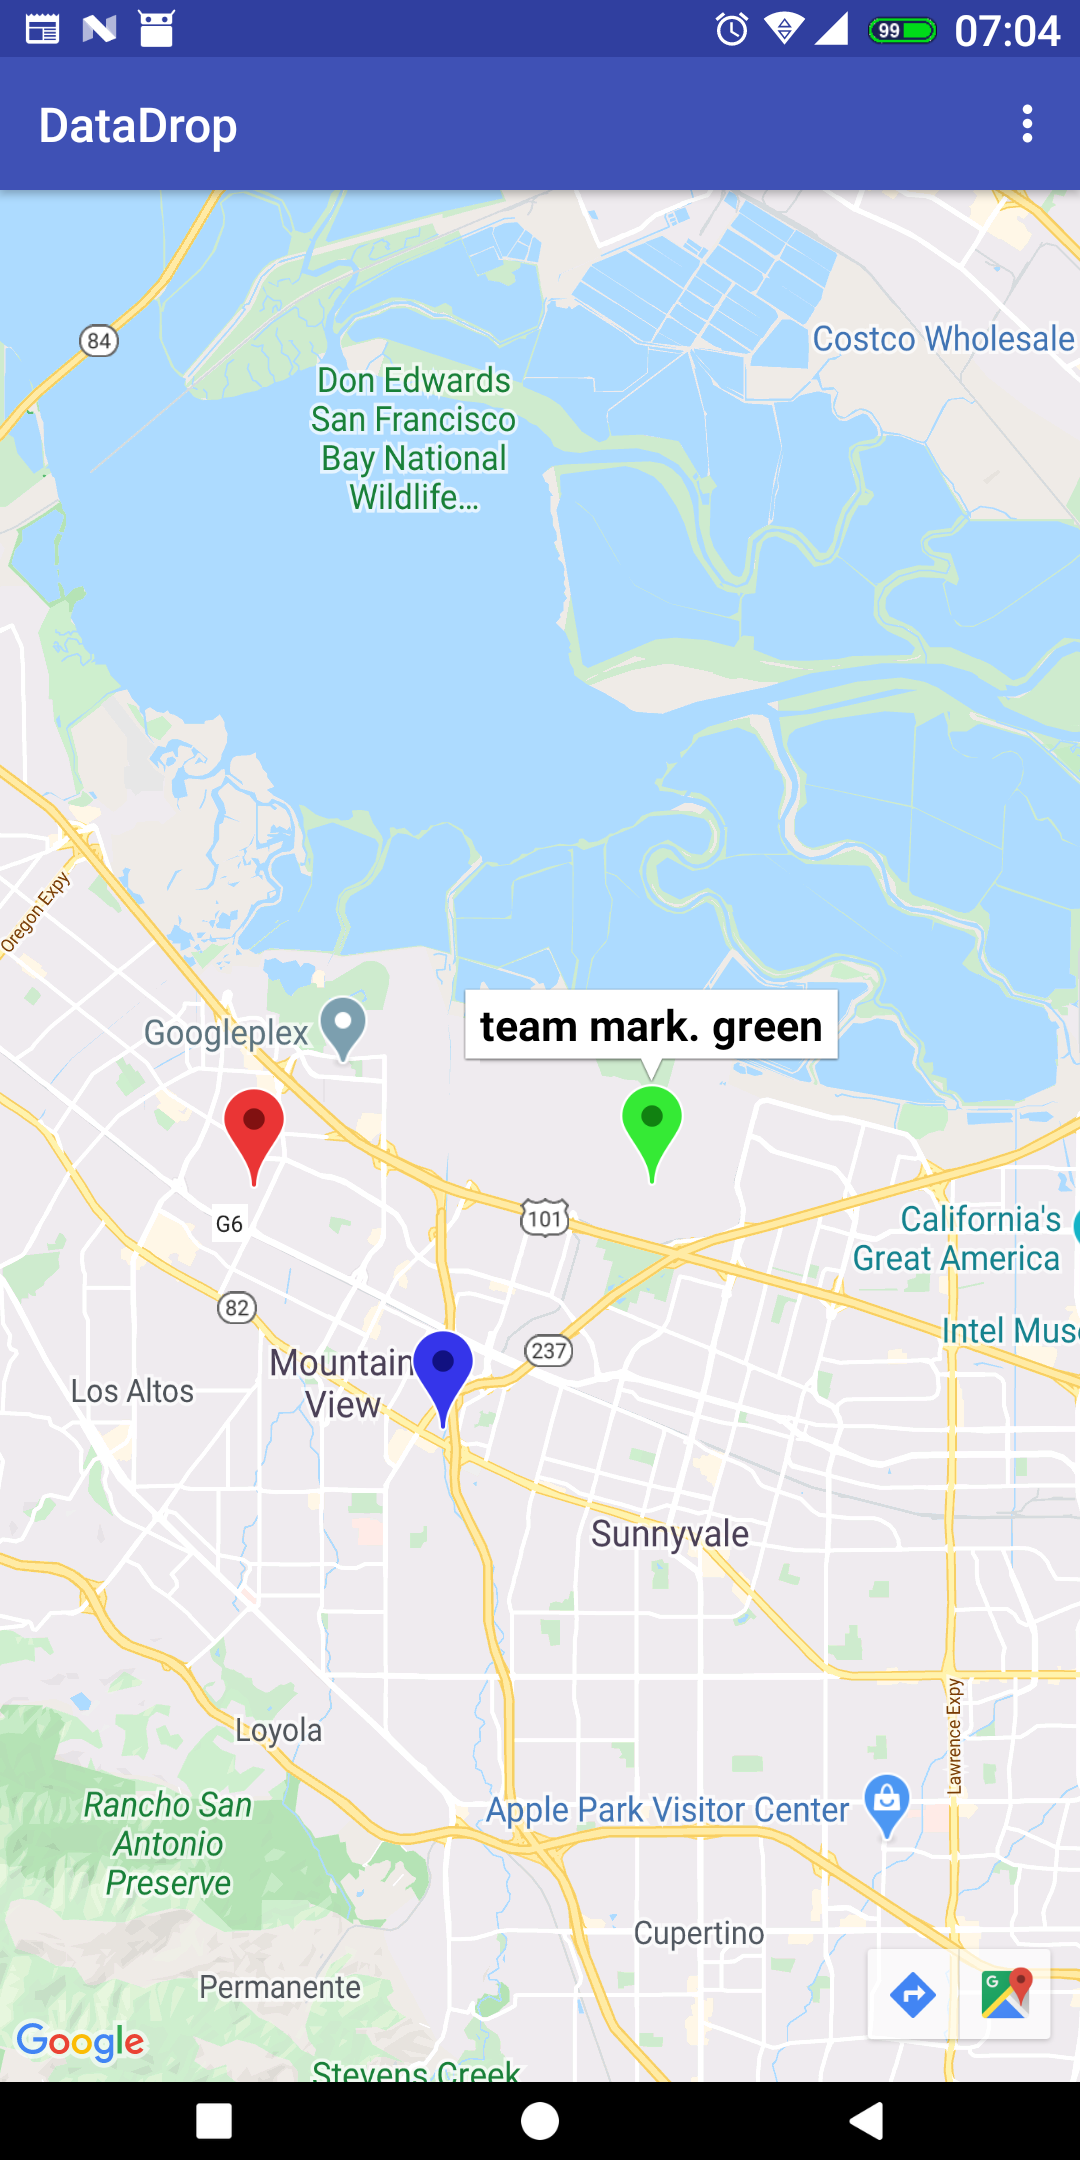 99
07:04
DataDrop
84
Costco Wholesale
Don Edwards
San Francisco
Bay National
Wildlife...
Oregon Expy
Googleplex
team mark. green
101
G6
California's
Great America
82
237
Intel Mus
Mountain
View
Los Altos
Sunnyvale
Lawrence Expy
Loyola
Rancho San
Antonio
Preserve
Apple Park Visitor Center
Cupertino
Permanente
G
Google
Stevens Creek